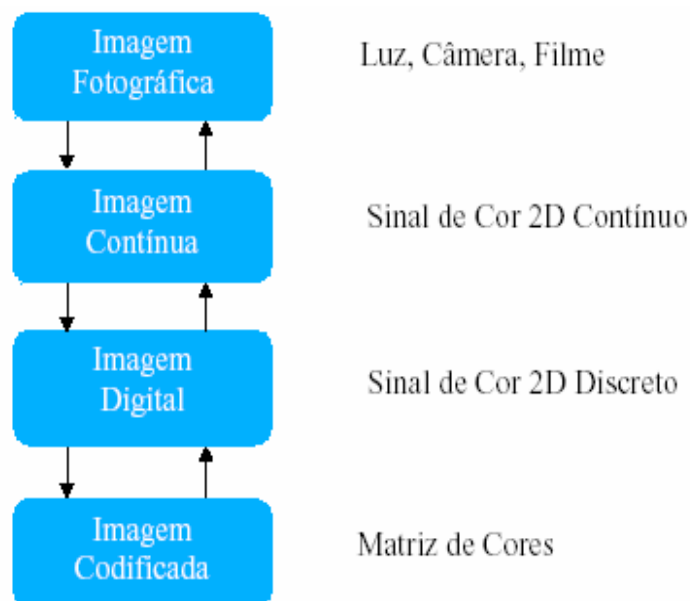 Imagem
Fotográfica
Luz, Câmera, Filme
Imagem
Contínua
Sinal de Cor 2D Contínuo
Imagem
Digital
Sinal de Cor 2D Discreto
Imagem
Codificada
Matriz de Cores